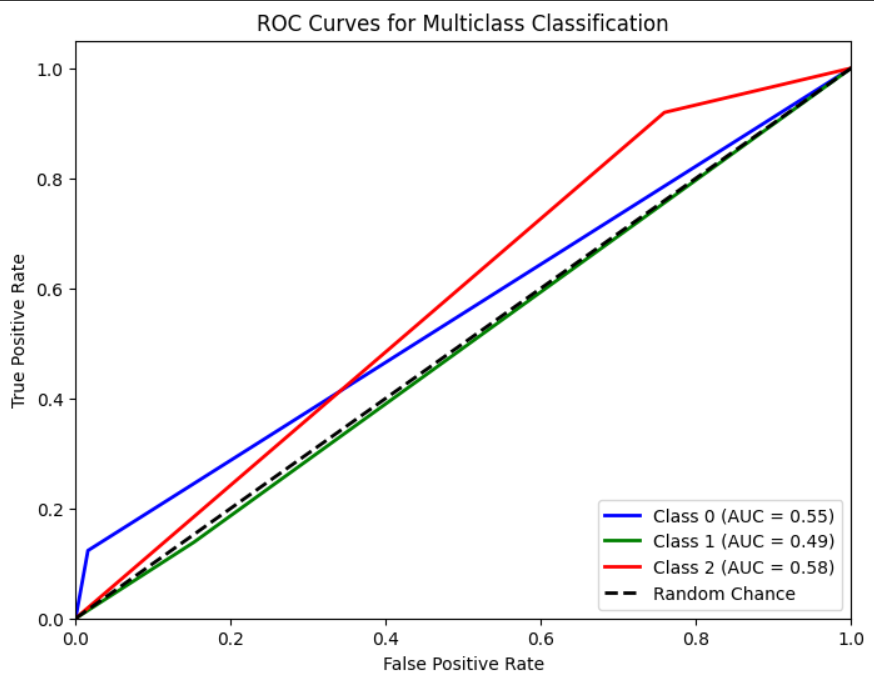 ROC Curves for Multiclass Classification
1.0
0.8
0.6
0.4
0.2
0.0
True Positive Rate
0.0 0.2 0.4 0.6 0.8 1.0
False Positive Rate
Class 0 (AUC = 0.55)
Class 1 (AUC = 0.49)
Class 2 (AUC = 0.58)
Random Chance